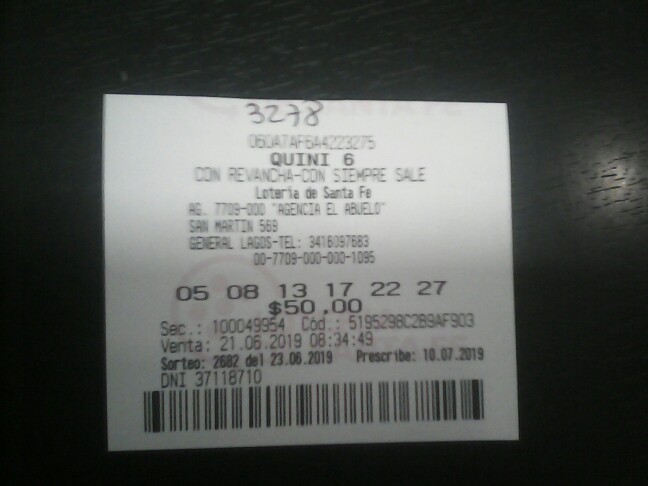 3278
060A7AF6A4223275
QUINI 6
CON REVANCHA-CON SIEMPRE SALE
Loteria de Santa Fe
AG. 7709-000 "AGENCIA EL ABUELO"
SAN MARTIN 569
GENERAL LAGOS-TEL: 3416097683
00-7709-000-000-1095
05 08 13 17 22 27
$50,00
Sec.: 100049954 Cód.: 5195298C2B9AF903
Venta: 21.06.2019 08:34:49
Sorteo: 2682 del 23.06.2019 Prescribe: 10.07.2019
DNI 37118710